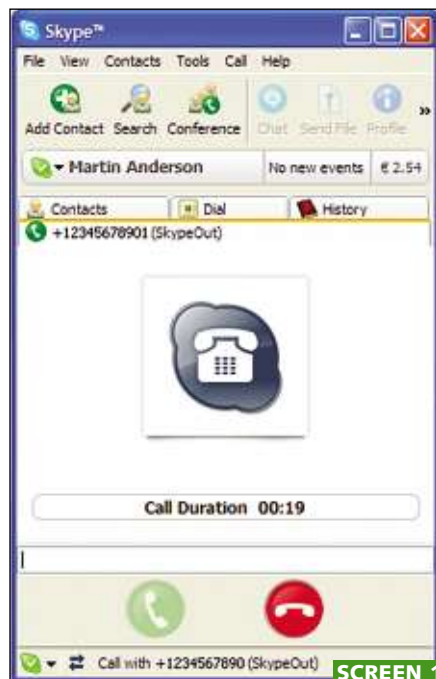 Skype™
File View Contacts Tools Call Help
Add Contact Search Conference Chat Send File Profile »
Martin Anderson No new events € 2.54
Contacts Dial History
+12345678901 (SkypeOut)
Call Duration 00:19
Call with +1234567890 (SkypeOut)
SCREEN 1